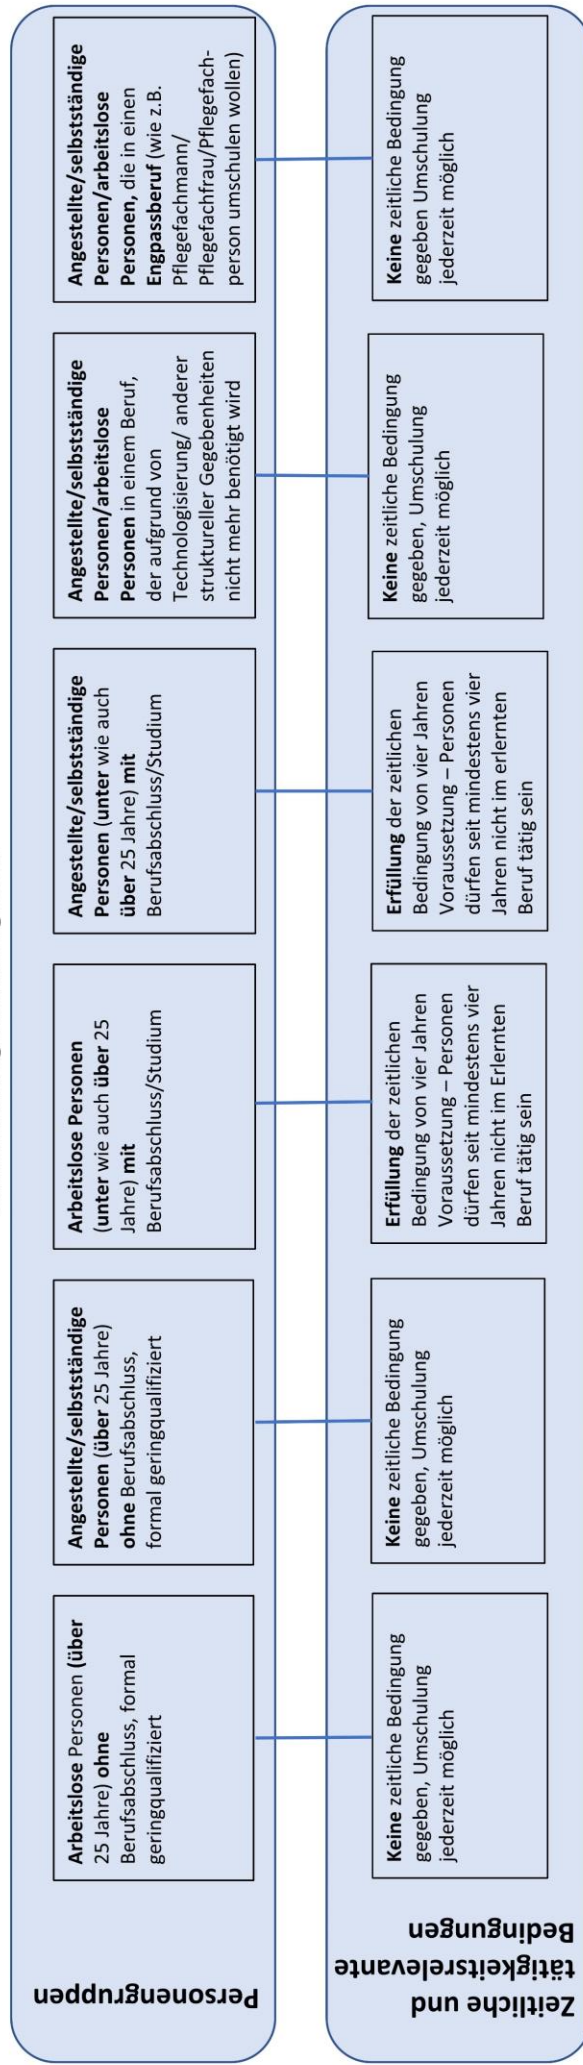 Personengruppen
Arbeitslose Personen (über
25 Jahre) ohne
Berufsabschluss, formal
geringqualifiziert
Angestellte/selbstständige
Personen (über 25 Jahre)
ohne Berufsabschluss,
formal geringqualifiziert
Arbeitslose Personen
(unter wie auch über 25
Jahre) mit
Berufsabschluss/Studium
Angestellte/selbstständige
Personen (unter wie auch
über 25 Jahre) mit
Berufsabschluss/Studium
Angestellte/selbstständige
Personen/arbeitslose
Personen in einem Beruf,
der aufgrund von
Technologisierung/ anderer
struktureller Gegebenheiten
nicht mehr benötigt wird
Angestellte/selbstständige
Personen/arbeitslose
Personen, die in einen
Engpassberuf (wie z.B.
Pflegefachmann/
Pflegefachfrau/Pflegefach-
person umschulen wollen)
Zeitliche und
tätigkeitsrelevante
Bedingungen
Keine zeitliche Bedingung
gegeben, Umschulung
jederzeit möglich
Keine zeitliche Bedingung
gegeben, Umschulung
jederzeit möglich
Erfüllung der zeitlichen
Bedingung von vier Jahren
Voraussetzung – Personen
dürfen seit mindestens vier
Jahren nicht im Erlernten
Beruf tätig sein
Erfüllung der zeitlichen
Bedingung von vier Jahren
Voraussetzung – Personen
dürfen seit mindestens vier
Jahren nicht im erlernten
Beruf tätig sein
Keine zeitliche Bedingung
gegeben, Umschulung
jederzeit möglich
Keine zeitliche Bedingung
gegeben Umschulung
jederzeit möglich